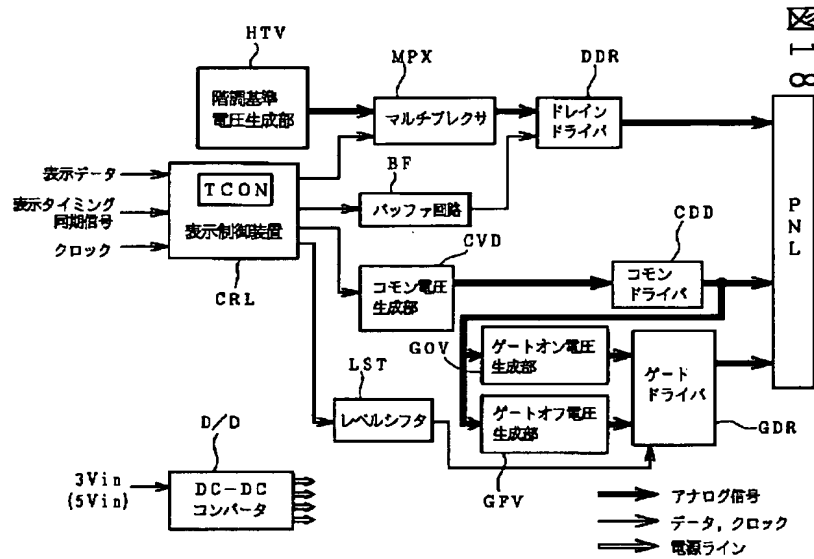 図18
HTV
MPX
DDR
階調基準
電圧生成部
マルチプレクサ
ドレイン
ドライバ
BF
表示データ
TCON
表示タイミング
同期信号
バッファ回路
表示制御装置
クロック
CRL
CVD
CDD
PNL
コモン電圧
生成部
コモン
ドライバ
GOV
ゲートオン電圧
生成部
ゲート
ドライバ
LST
レベルシフタ
ゲートオフ電圧
生成部
GDR
D/D
GFV
3Vin
(5Vin)
DC-DC
コンバータ
アナログ信号
データ,クロック
電源ライン